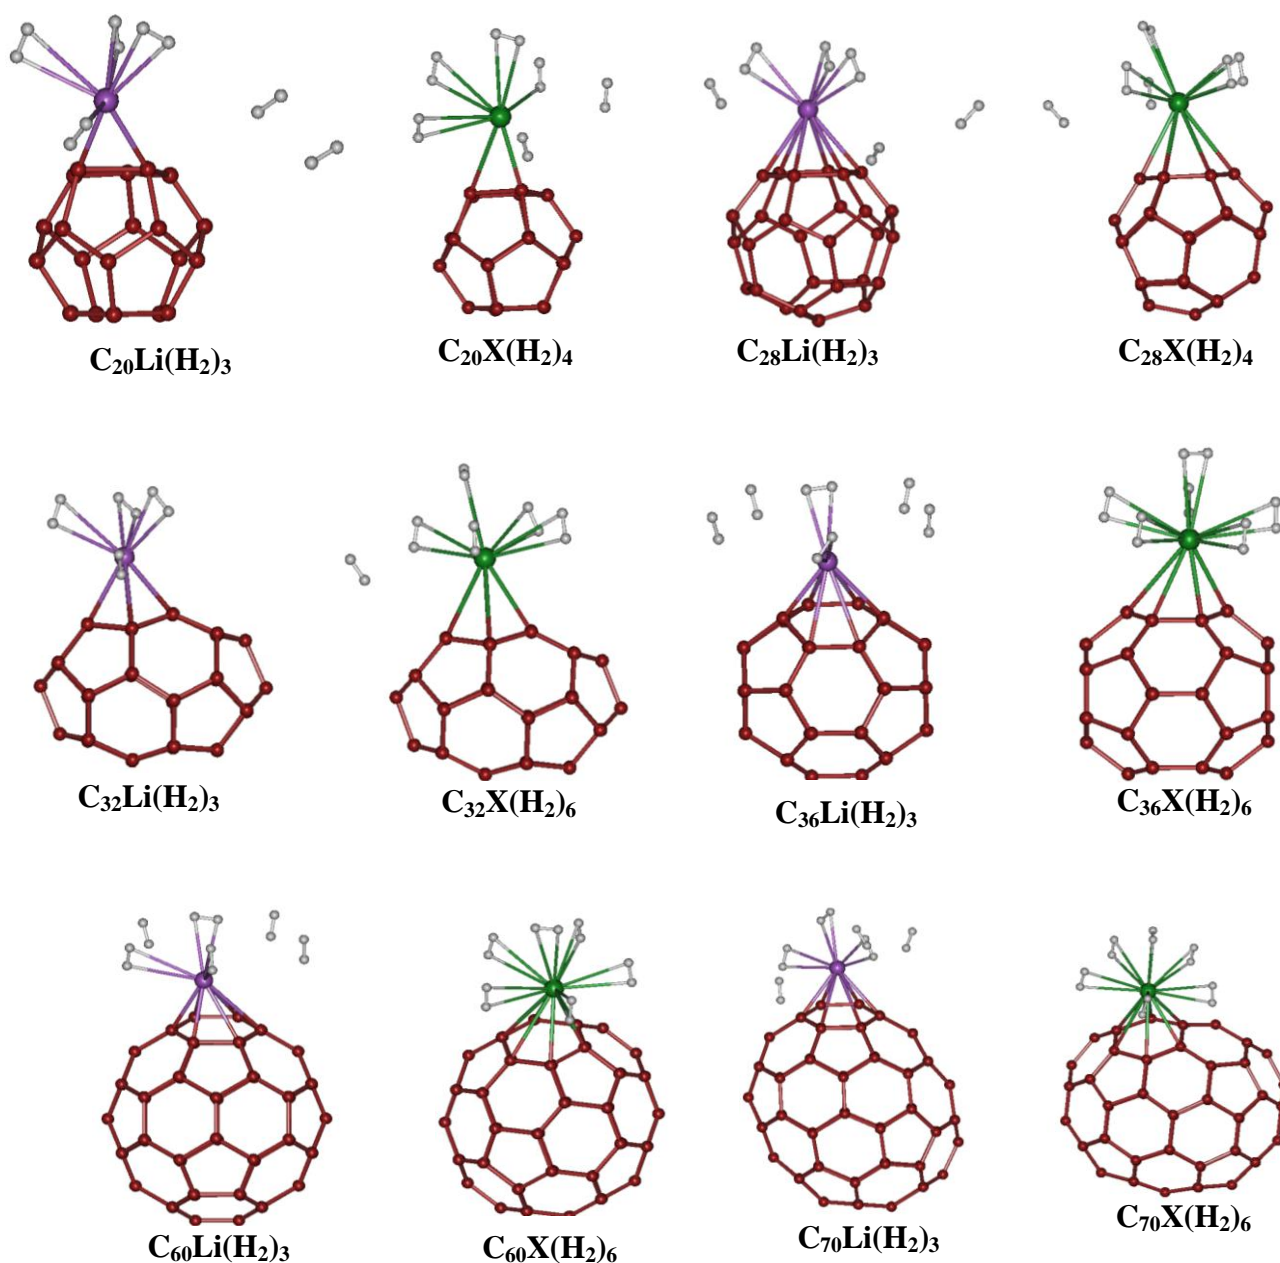 C₂₀Li(H₂)₃
C₂₀X(H₂)₄
C₂₈Li(H₂)₃
C₂₈X(H₂)₄
C₃₂Li(H₂)₃
C₃₂X(H₂)₆
C₃₆Li(H₂)₃
C₃₆X(H₂)₆
C₆₀Li(H₂)₃
C₆₀X(H₂)₆
C₇₀Li(H₂)₃
C₇₀X(H₂)₆